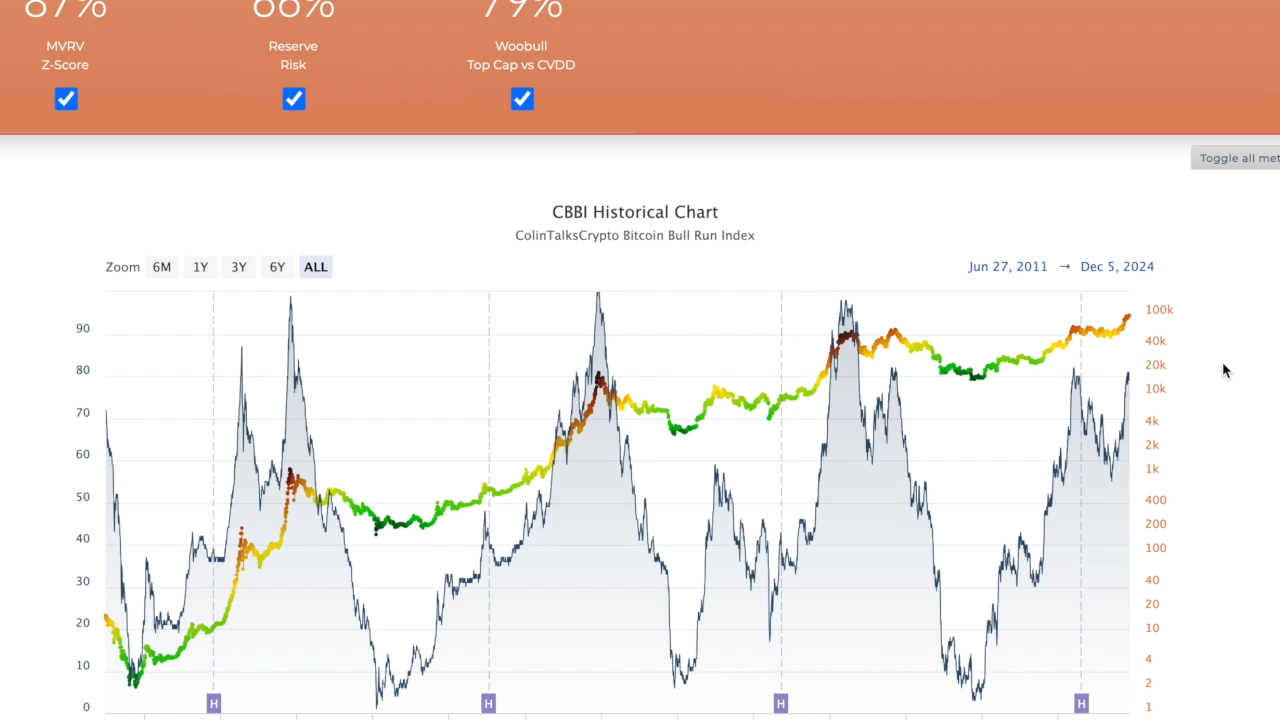 87% 66% 79%
MVRV
Z-Score
Reserve
Risk
Woobull
Top Cap vs CVDD
Toggle all met
CBBI Historical Chart
ColinTalksCrypto Bitcoin Bull Run Index
Zoom 6M 1Y 3Y 6Y ALL
Jun 27, 2011 → Dec 5, 2024
90
80
70
60
50
40
30
20
10
0
100k
40k
20k
10k
4k
2k
1k
400
200
100
40
20
10
4
2
1
H H H H